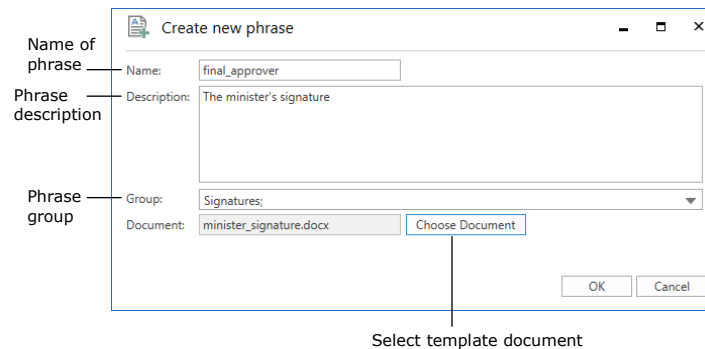 Create new phrase
Name of
phrase
Name:
final_approver
Phrase
description
Description:
The minister's signature
Phrase
group
Group:
Signatures;
Document:
minister_signature.docx
Choose Document
OK
Cancel
Select template document